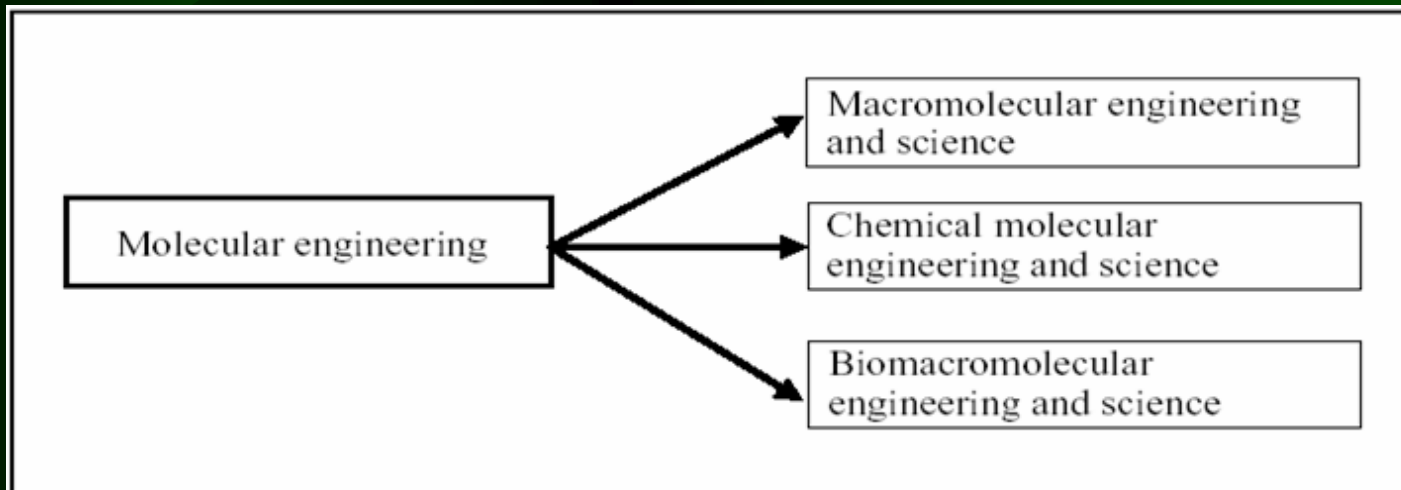 Molecular engineering
Macromolecular engineering
and science
Chemical molecular
engineering and science
Biomacromolecular
engineering and science